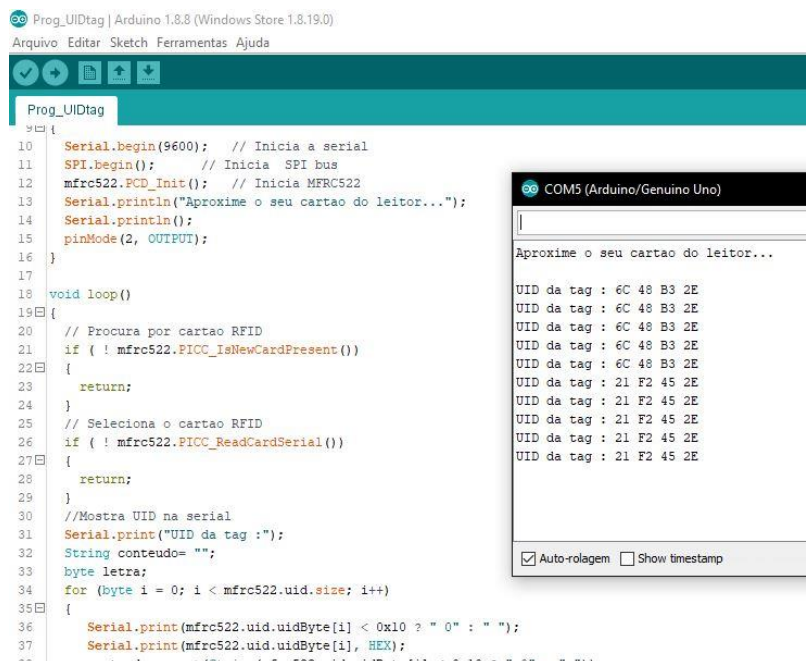 Prog_UIDtag | Arduino 1.8.8 (Windows Store 1.8.19.0)
Arquivo Editar Sketch Ferramentas Ajuda
Prog_UIDtag
9 {
10 Serial.begin(9600); // Inicia a serial
11 SPI.begin(); // Inicia SPI bus
12 mfrc522.PCD_Init(); // Inicia MFRC522
13 Serial.println("Aproxime o seu cartao do leitor...");
14 Serial.println();
15 pinMode(2, OUTPUT);
16 }
17
18 void loop()
19 {
20 // Procura por cartao RFID
21 if ( ! mfrc522.PICC_IsNewCardPresent())
22 {
23 return;
24 }
25 // Seleciona o cartao RFID
26 if ( ! mfrc522.PICC_ReadCardSerial())
27 {
28 return;
29 }
30 //Mostra UID na serial
31 Serial.print("UID da tag :");
32 String conteudo= "";
33 byte letra;
34 for (byte i = 0; i < mfrc522.uid.size; i++)
35 {
36 Serial.print(mfrc522.uid.uidByte[i] < 0x10 ? " 0" : " ");
37 Serial.print(mfrc522.uid.uidByte[i], HEX);
COM5 (Arduino/Genuino Uno)
Aproxime o seu cartao do leitor...
UID da tag : 6C 48 B3 2E
UID da tag : 6C 48 B3 2E
UID da tag : 6C 48 B3 2E
UID da tag : 6C 48 B3 2E
UID da tag : 6C 48 B3 2E
UID da tag : 21 F2 45 2E
UID da tag : 21 F2 45 2E
UID da tag : 21 F2 45 2E
UID da tag : 21 F2 45 2E
UID da tag : 21 F2 45 2E
Auto-rolagem Show timestamp